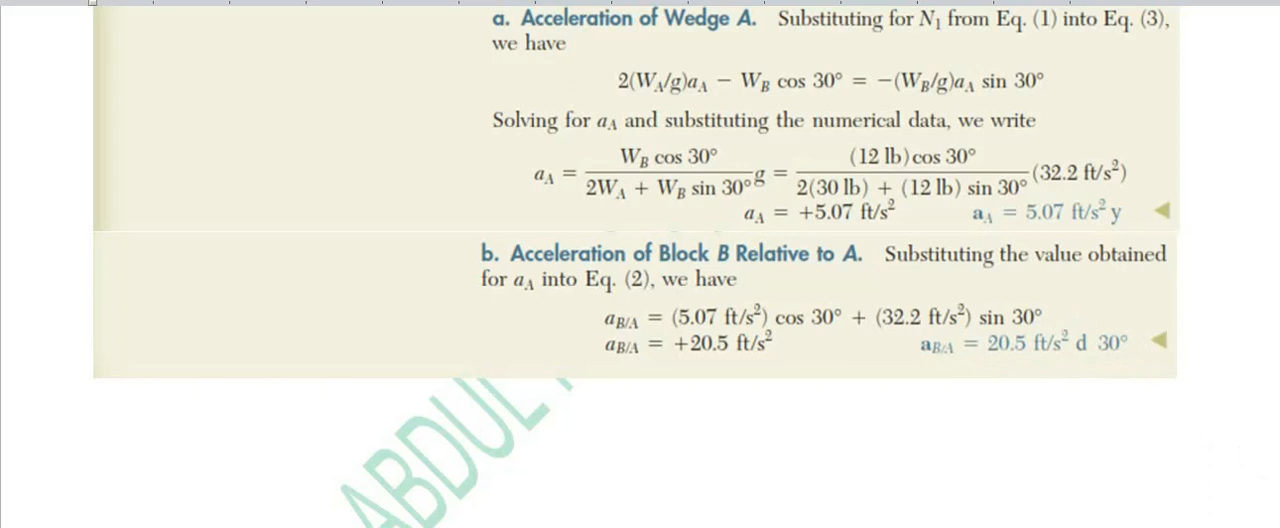 a. Acceleration of Wedge A. Substituting for N₁ from Eq. (1) into Eq. (3),
we have
2(W_A/g)a_A − W_B cos 30° = −(W_B/g)a_A sin 30°
Solving for a_A and substituting the numerical data, we write
a_A = (W_B cos 30°)/(2W_A + W_B sin 30°) g = ((12 lb) cos 30°)/(2(30 lb) + (12 lb) sin 30°) (32.2 ft/s²)
a_A = +5.07 ft/s² a_A = 5.07 ft/s² y ◀
b. Acceleration of Block B Relative to A. Substituting the value obtained
for a_A into Eq. (2), we have
a_B/A = (5.07 ft/s²) cos 30° + (32.2 ft/s²) sin 30°
a_B/A = +20.5 ft/s² a_B/A = 20.5 ft/s² d 30° ◀
ABDUL